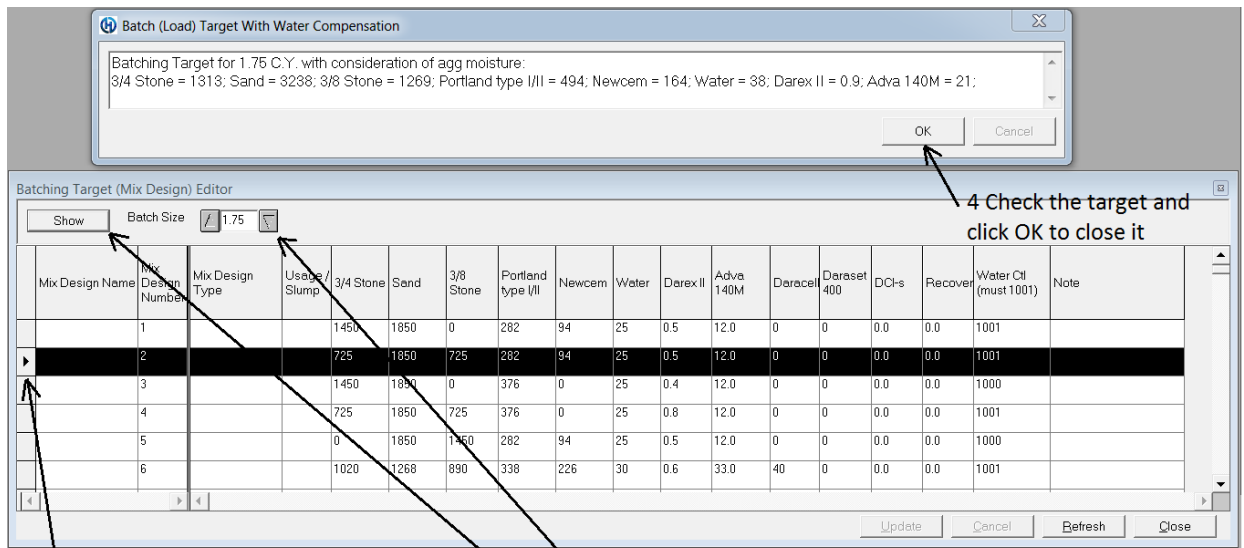 Batch (Load) Target With Water Compensation
Batching Target for 1.75 C.Y. with consideration of agg moisture:
3/4 Stone = 1313; Sand = 3238; 3/8 Stone = 1269; Portland type I/II = 494; Newcem = 164; Water = 38; Darex II = 0.9; Adva 140M = 21;
OK Cancel
Batching Target (Mix Design) Editor
4 Check the target and
click OK to close it
Show Batch Size 1.75
Mix Design Name Mix Design Number Mix Design Type Usage / Slump 3/4 Stone Sand 3/8 Stone Portland type I/II Newcem Water Darex II Adva 140M Daracell Daraset 400 DCI-s Recover Water Ctl (must 1001) Note
1 1450 1850 0 282 94 25 0.5 12.0 0 0 0.0 0.0 1001
2 725 1850 725 282 94 25 0.5 12.0 0 0 0.0 0.0 1001
3 1450 1850 0 376 0 25 0.4 12.0 0 0 0.0 0.0 1000
4 725 1850 725 376 0 25 0.8 12.0 0 0 0.0 0.0 1001
5 0 1850 1450 282 94 25 0.5 12.0 0 0 0.0 0.0 1000
6 1020 1268 890 338 226 30 0.6 33.0 40 0 0.0 0.0 1001
Update Cancel Refresh Close